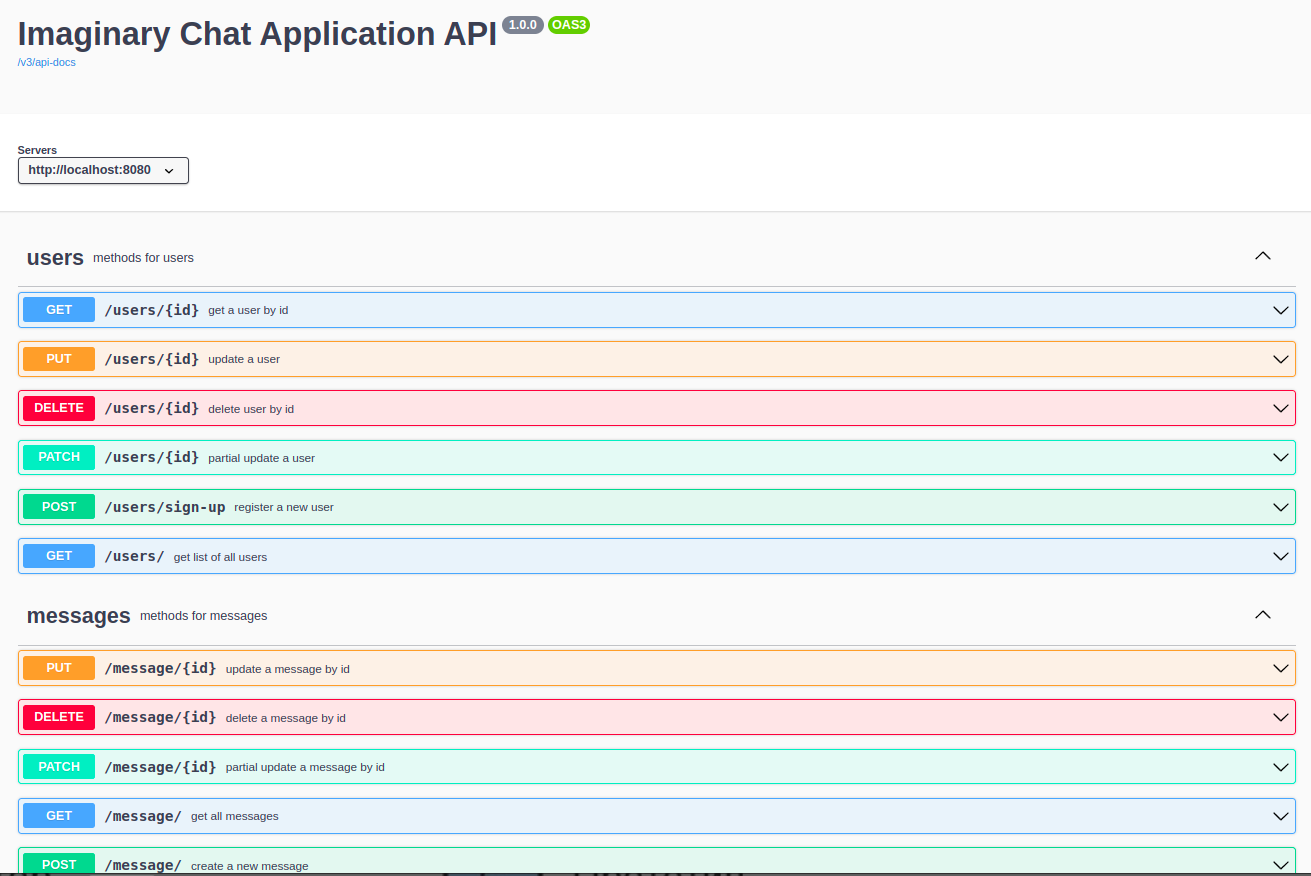 Imaginary Chat Application API 1.0.0 OAS3
/v3/api-docs
Servers
http://localhost:8080
users methods for users
GET /users/{id} get a user by id
PUT /users/{id} update a user
DELETE /users/{id} delete user by id
PATCH /users/{id} partial update a user
POST /users/sign-up register a new user
GET /users/ get list of all users
messages methods for messages
PUT /message/{id} update a message by id
DELETE /message/{id} delete a message by id
PATCH /message/{id} partial update a message by id
GET /message/ get all messages
POST /message/ create a new message